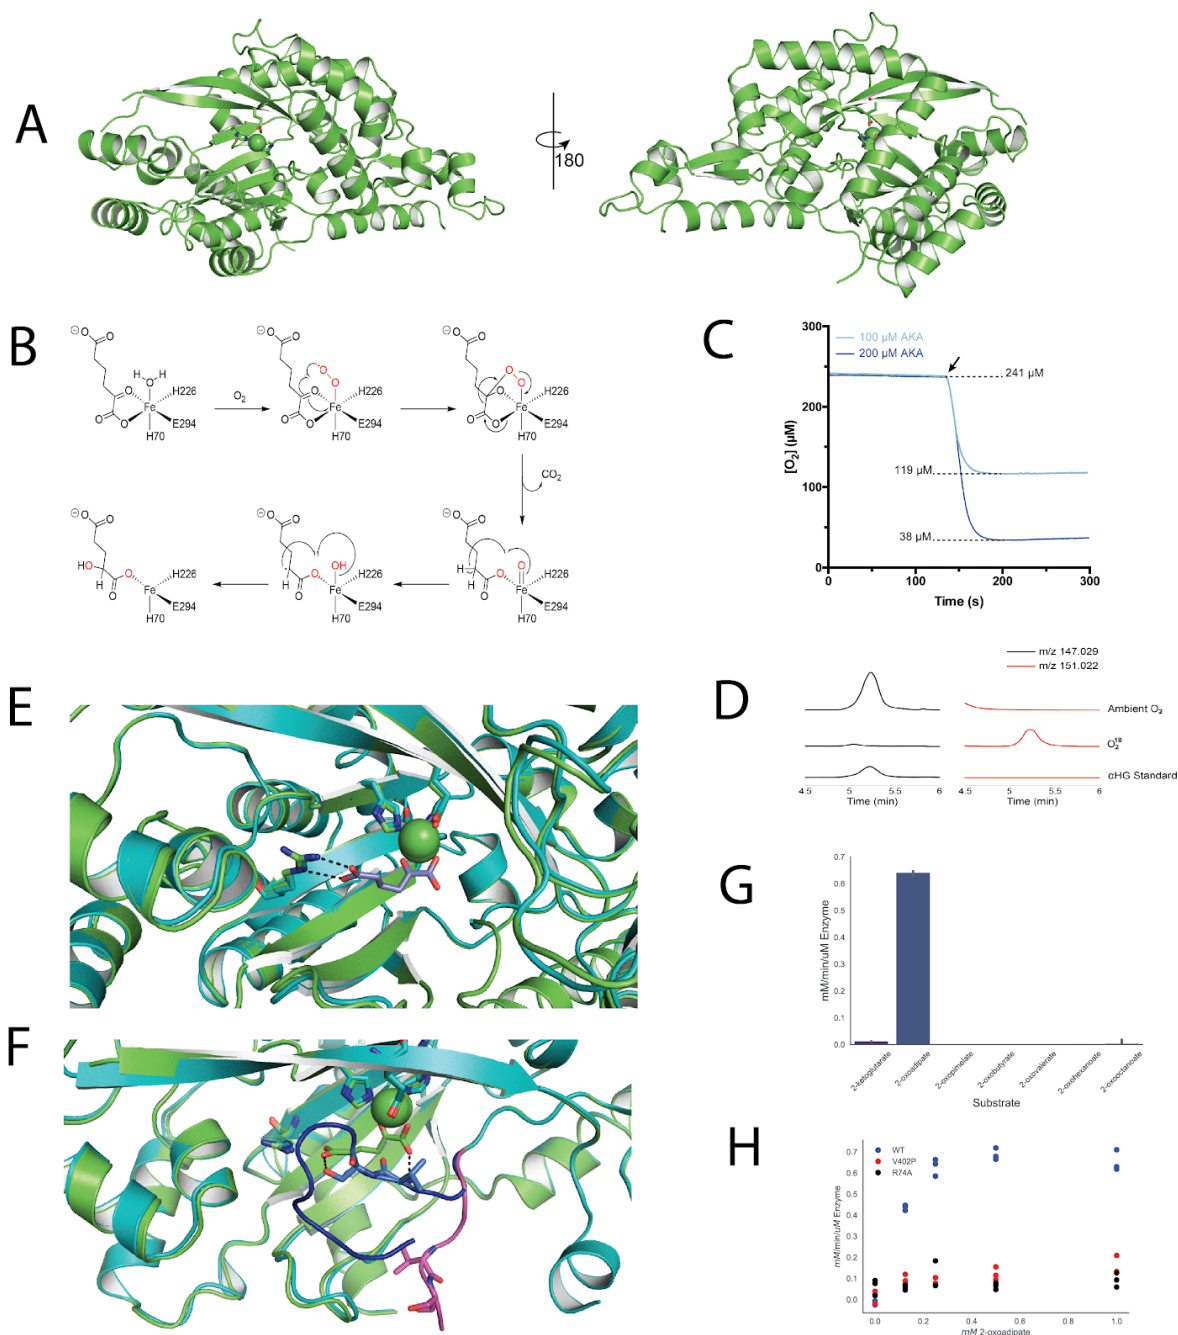 A
180
B
⊖O
O
O
O
O
H
O
H
Fe
H226
E294
H70
O₂
⊖O
O
O
O
O
O
O
Fe
H226
E294
H70
⊖O
O
O
O
O
O
O
Fe
H226
E294
H70
CO₂
⊖O
O
HO
H
O
O
Fe
H226
E294
H70
⊖O
O
H
O
O
OH
Fe
H226
E294
H70
⊖O
O
H
H
O
O
O
Fe
H226
E294
H70
C
100 µM AKA
200 µM AKA
241 µM
119 µM
38 µM
[O₂] (µM)
300
200
100
0
0
100
200
300
Time (s)
D
m/z 147.029
m/z 151.022
Ambient O₂
O₂¹⁸
αHG Standard
4.5
5
5.5
6
Time (min)
4.5
5
5.5
6
Time (min)
E
F
G
mM/min/uM Enzyme
0.7
0.6
0.5
0.4
0.3
0.2
0.1
0.0
2-ketoglutarate
2-oxoadipate
2-oxopimelate
2-oxobutyrate
2-oxovalerate
2-oxohexanoate
2-oxooctanoate
Substrate
H
WT
V402P
R74A
mM/min/uM Enzyme
0.7
0.6
0.5
0.4
0.3
0.2
0.1
0.0
0.0
0.2
0.4
0.6
0.8
1.0
mM 2-oxoadipate